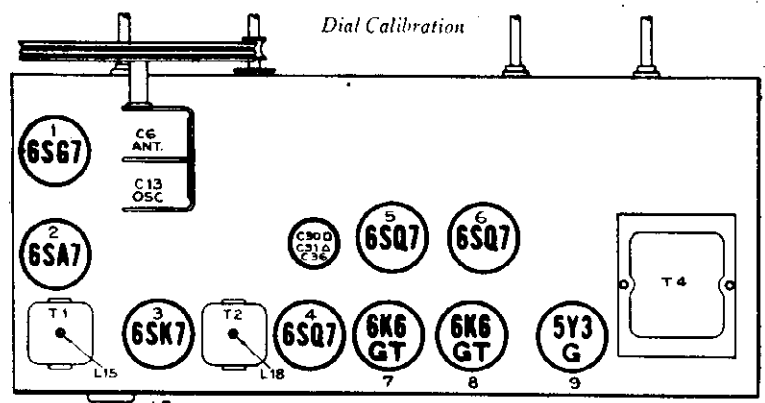 Dial Calibration
1
6SG7
C6
ANT.
C13
OSC
2
6SA7
C30□
C31△
C36
5
6SQ7
6
6SQ7
T4
T1
L15
3
6SK7
T2
L18
4
6SQ7
6K6
GT
7
6K6
GT
8
5Y3
G
9